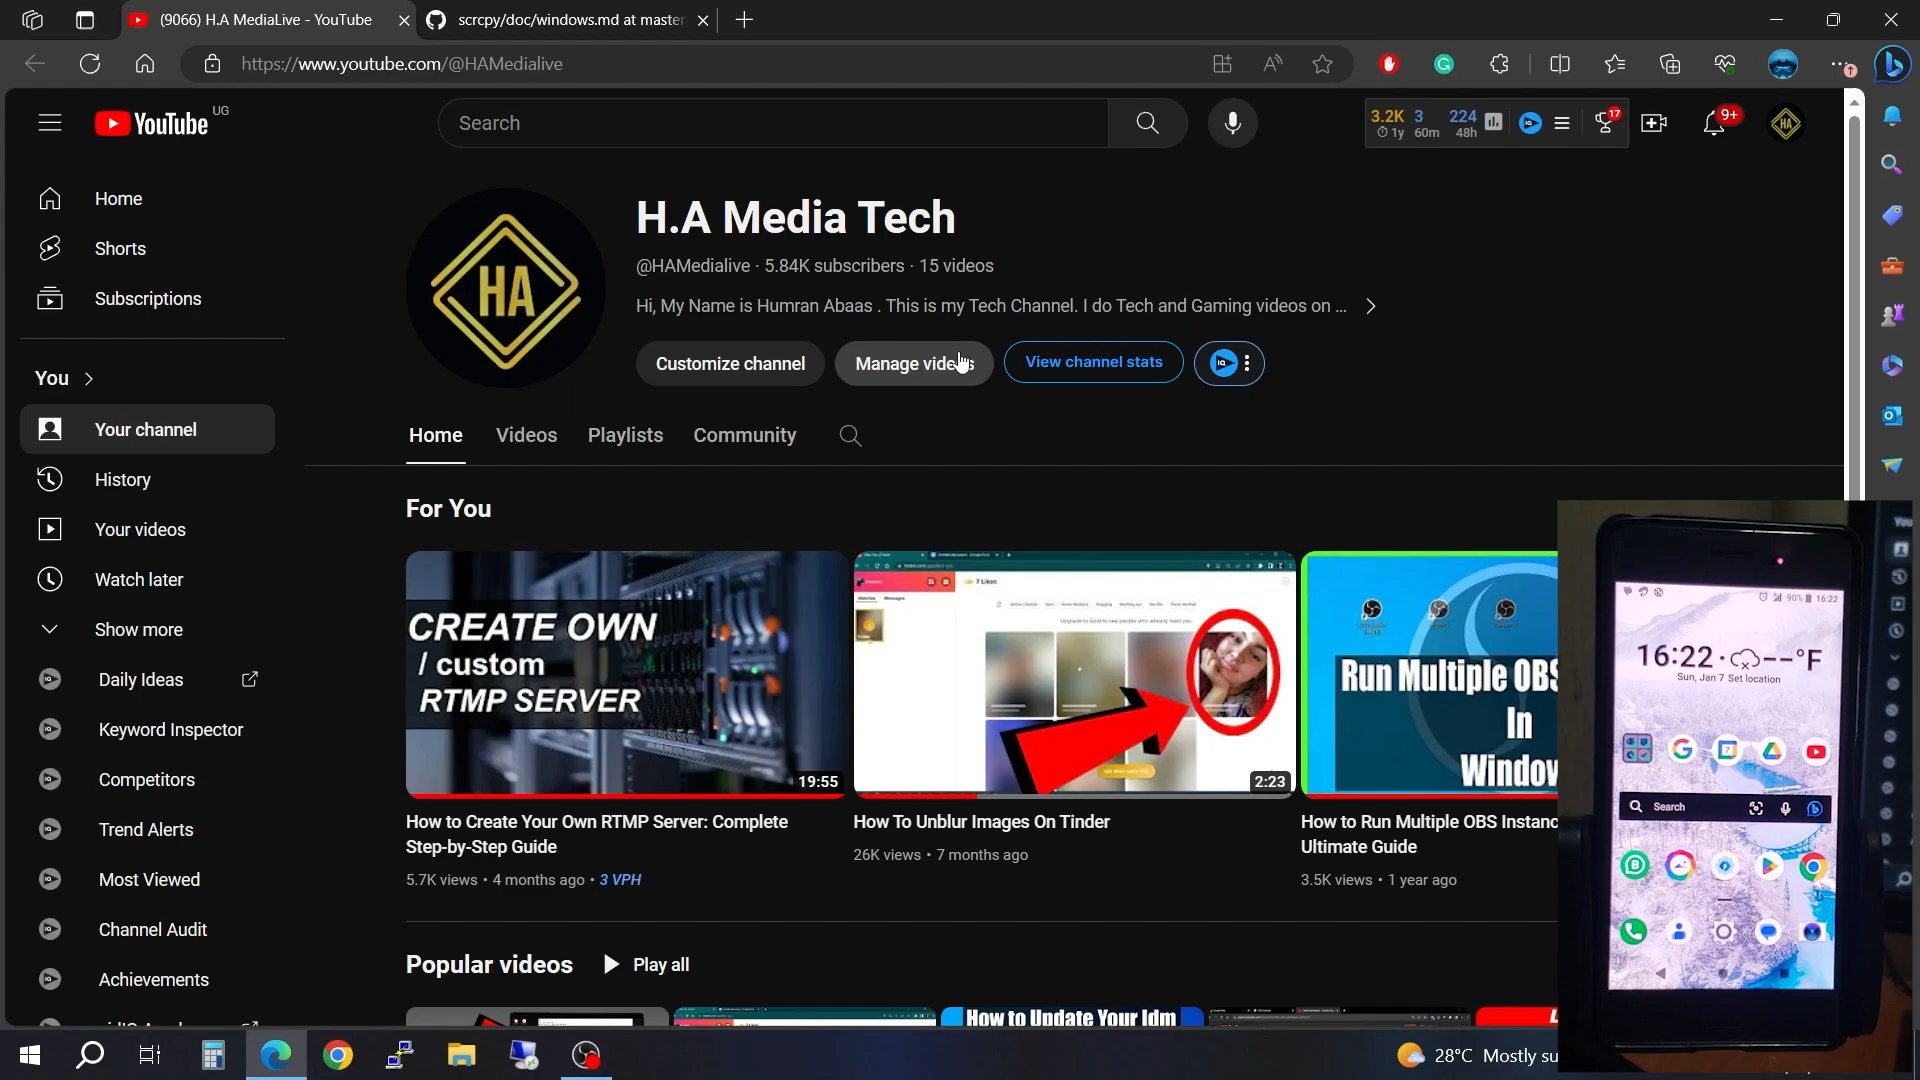 (9066) H.A MediaLive - YouTube
scrcpy/doc/windows.md at master
https://www.youtube.com/@HAMedialive
YouTube UG
Search
3.2K 3 224
1y 60m 48h
17
9+
HA
Home
Shorts
Subscriptions
You
Your channel
History
Your videos
Watch later
Show more
Daily Ideas
Keyword Inspector
Competitors
Trend Alerts
Most Viewed
Channel Audit
Achievements
HA
H.A Media Tech
@HAMedialive · 5.84K subscribers · 15 videos
Hi, My Name is Humran Abaas . This is my Tech Channel. I do Tech and Gaming videos on ...
Customize channel
Manage videos
View channel stats
Home
Videos
Playlists
Community
For You
CREATE OWN
/ custom
RTMP SERVER
19:55
How to Create Your Own RTMP Server: Complete
Step-by-Step Guide
5.7K views • 4 months ago • 3 VPH
7 Likes
2:23
How To Unblur Images On Tinder
26K views • 7 months ago
Run Multiple OBS
In
Window
How to Run Multiple OBS Instanc
Ultimate Guide
3.5K views • 1 year ago
Popular videos
Play all
How to Update Your Idm
90% 16:22
16:22 · --°F
Sun, Jan 7 Set location
Search
28°C Mostly su